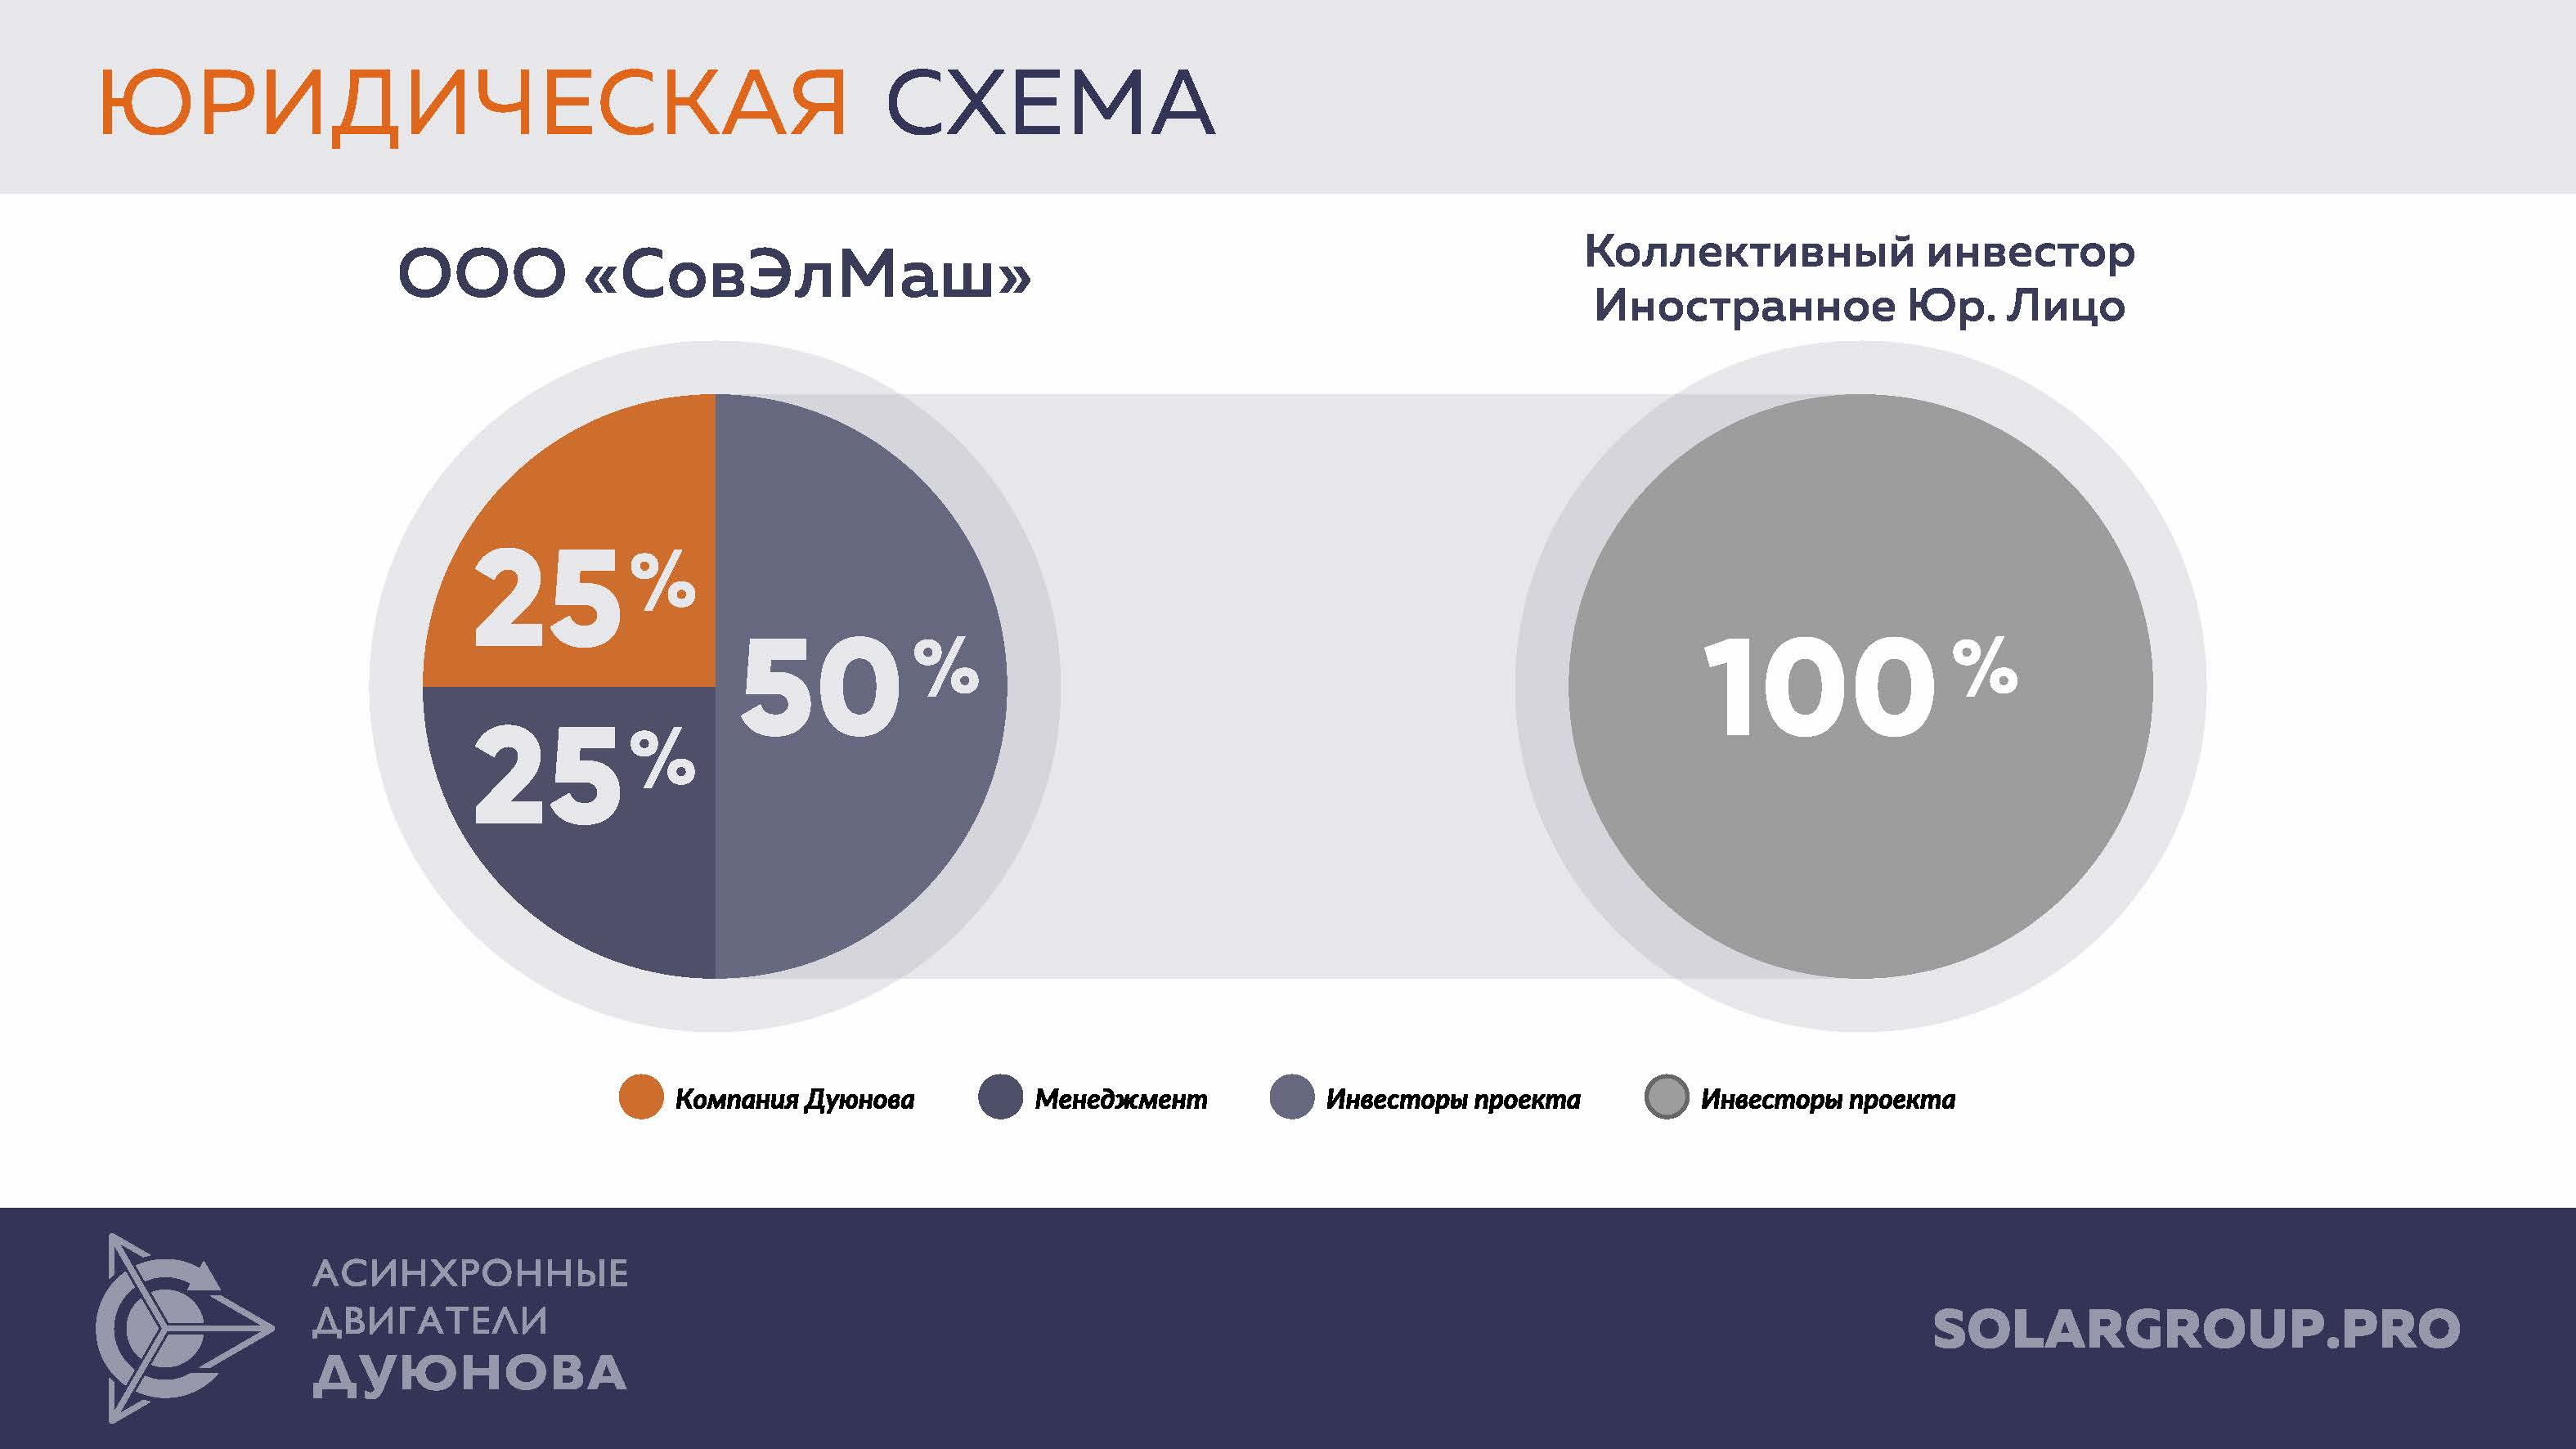 ЮРИДИЧЕСКАЯ СХЕМА
ООО «СовЭлМаш»
Коллективный инвестор
Иностранное Юр. Лицо
25%
50%
25%
100%
Компания Дуюнова
Менеджмент
Инвесторы проекта
Инвесторы проекта
АСИНХРОННЫЕ
ДВИГАТЕЛИ
ДУЮНОВА
SOLARGROUP.PRO